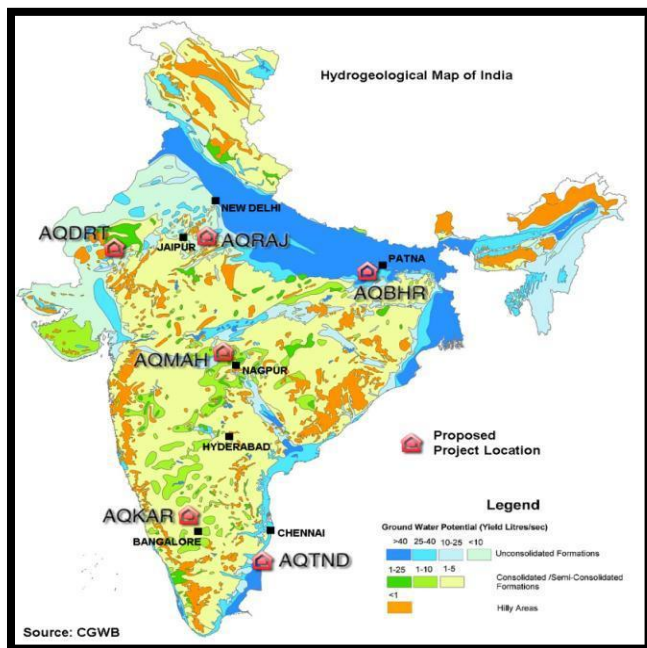 Hydrogeological Map of India
NEW DELHI
AQDRT
JAIPUR
AQRAJ
PATNA
AQBHR
AQMAH
NAGPUR
HYDERABAD
Proposed
Project Location
AQKAR
BANGALORE
CHENNAI
AQTND
Legend
Ground Water Potential (Yield Litres/sec)
>40 25-40 10-25 <10
Unconsolidated Formations
1-25 1-10 1-5
Consolidated /Semi-Consolidated
Formations
<1
Hilly Areas
Source: CGWB